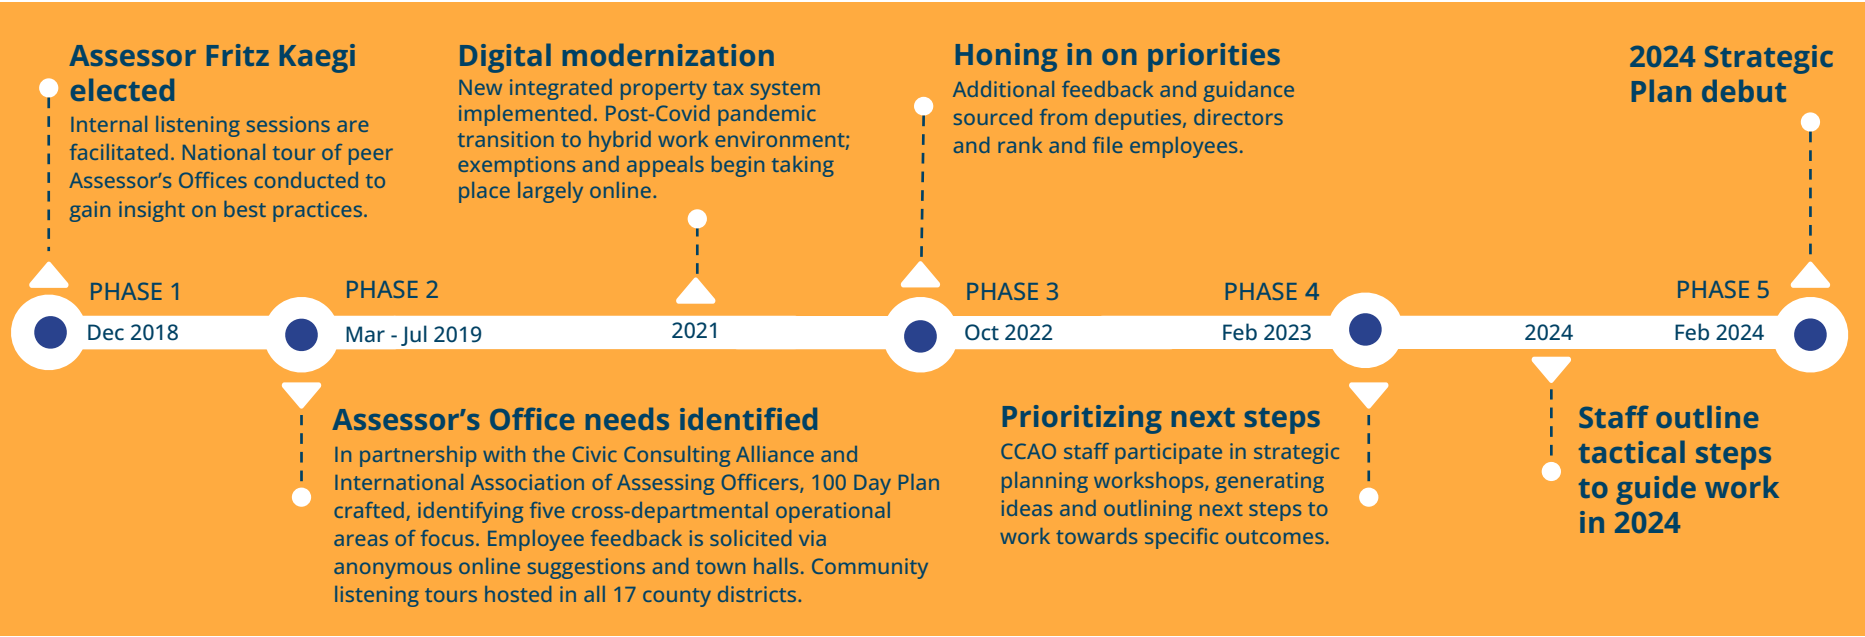 Assessor Fritz Kaegi
elected
Internal listening sessions are
facilitated. National tour of peer
Assessor's Offices conducted to
gain insight on best practices.
Digital modernization
New integrated property tax system
implemented. Post-Covid pandemic
transition to hybrid work environment;
exemptions and appeals begin taking
place largely online.
Honing in on priorities
Additional feedback and guidance
sourced from deputies, directors
and rank and file employees.
2024 Strategic
Plan debut
PHASE 1
Dec 2018
PHASE 2
Mar - Jul 2019
2021
PHASE 3
Oct 2022
PHASE 4
Feb 2023
2024
PHASE 5
Feb 2024
Assessor's Office needs identified
In partnership with the Civic Consulting Alliance and
International Association of Assessing Officers, 100 Day Plan
crafted, identifying five cross-departmental operational
areas of focus. Employee feedback is solicited via
anonymous online suggestions and town halls. Community
listening tours hosted in all 17 county districts.
Prioritizing next steps
CCAO staff participate in strategic
planning workshops, generating
ideas and outlining next steps to
work towards specific outcomes.
Staff outline
tactical steps
to guide work
in 2024